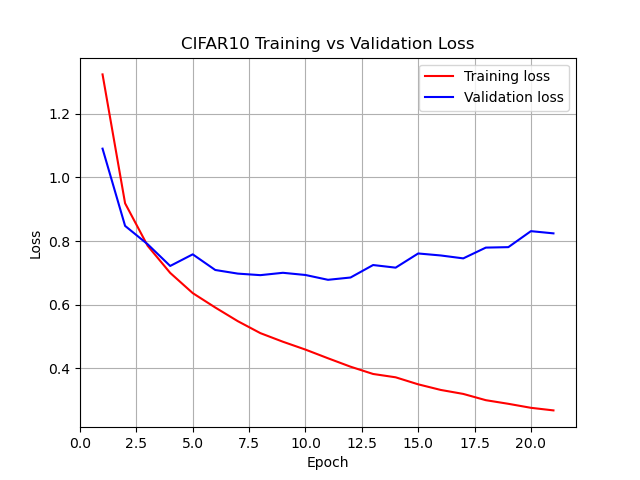 CIFAR10 Training vs Validation Loss
Training loss
Validation loss
1.2
1.0
0.8
0.6
0.4
Loss
0.0 2.5 5.0 7.5 10.0 12.5 15.0 17.5 20.0
Epoch